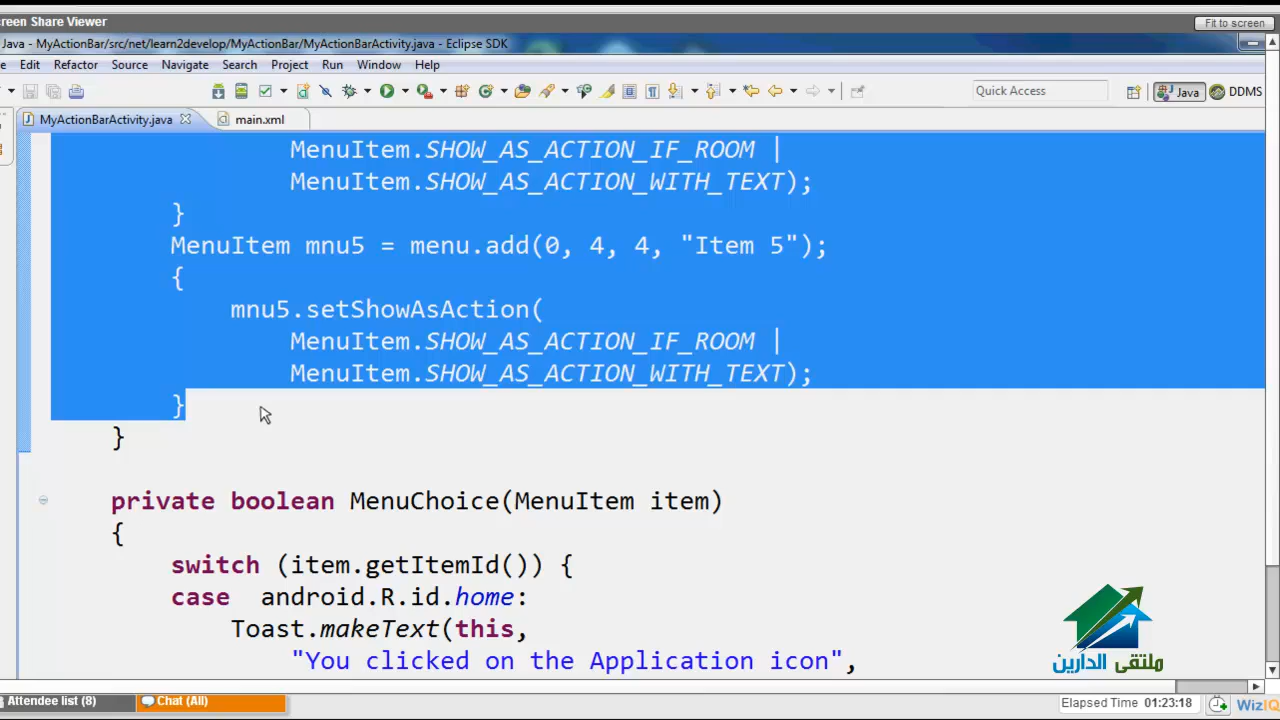 reen Share Viewer
Fit to screen
Java - MyActionBar/src/net/learn2develop/MyActionBar/MyActionBarActivity.java - Eclipse SDK
e Edit Refactor Source Navigate Search Project Run Window Help
Quick Access
Java
DDMS
MyActionBarActivity.java
main.xml
MenuItem.SHOW_AS_ACTION_IF_ROOM |
MenuItem.SHOW_AS_ACTION_WITH_TEXT);
}
MenuItem mnu5 = menu.add(0, 4, 4, "Item 5");
{
mnu5.setShowAsAction(
MenuItem.SHOW_AS_ACTION_IF_ROOM |
MenuItem.SHOW_AS_ACTION_WITH_TEXT);
}
}
private boolean MenuChoice(MenuItem item)
{
switch (item.getItemId()) {
case android.R.id.home:
Toast.makeText(this,
"You clicked on the Application icon",
ملتقى الدارين
Attendee list (8)
Chat (All)
Elapsed Time 01:23:18
WizIQ